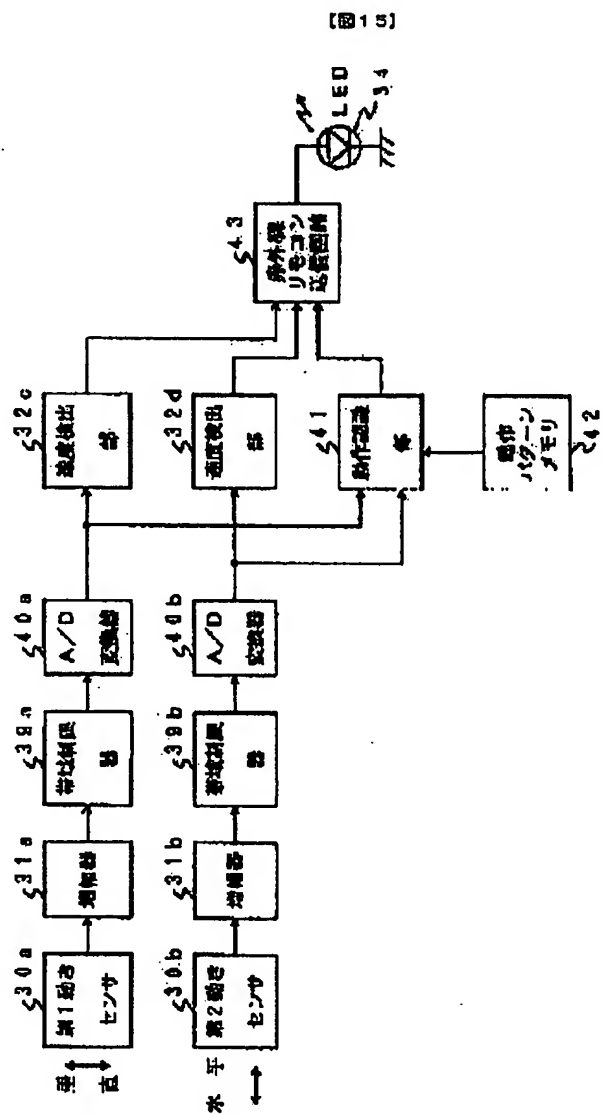 [図15]
垂直
30a
第1動き
センサ
31a
増幅器
39a
帯域制限
器
40a
A/D
変換器
32c
速度検出
部
43
赤外線
リモコン
送信回路
LED
34
水平
30b
第2動き
センサ
31b
増幅器
39b
帯域制限
器
40b
A/D
変換器
32d
速度検出
部
41
動作認識
部
動作
パターン
メモリ
42